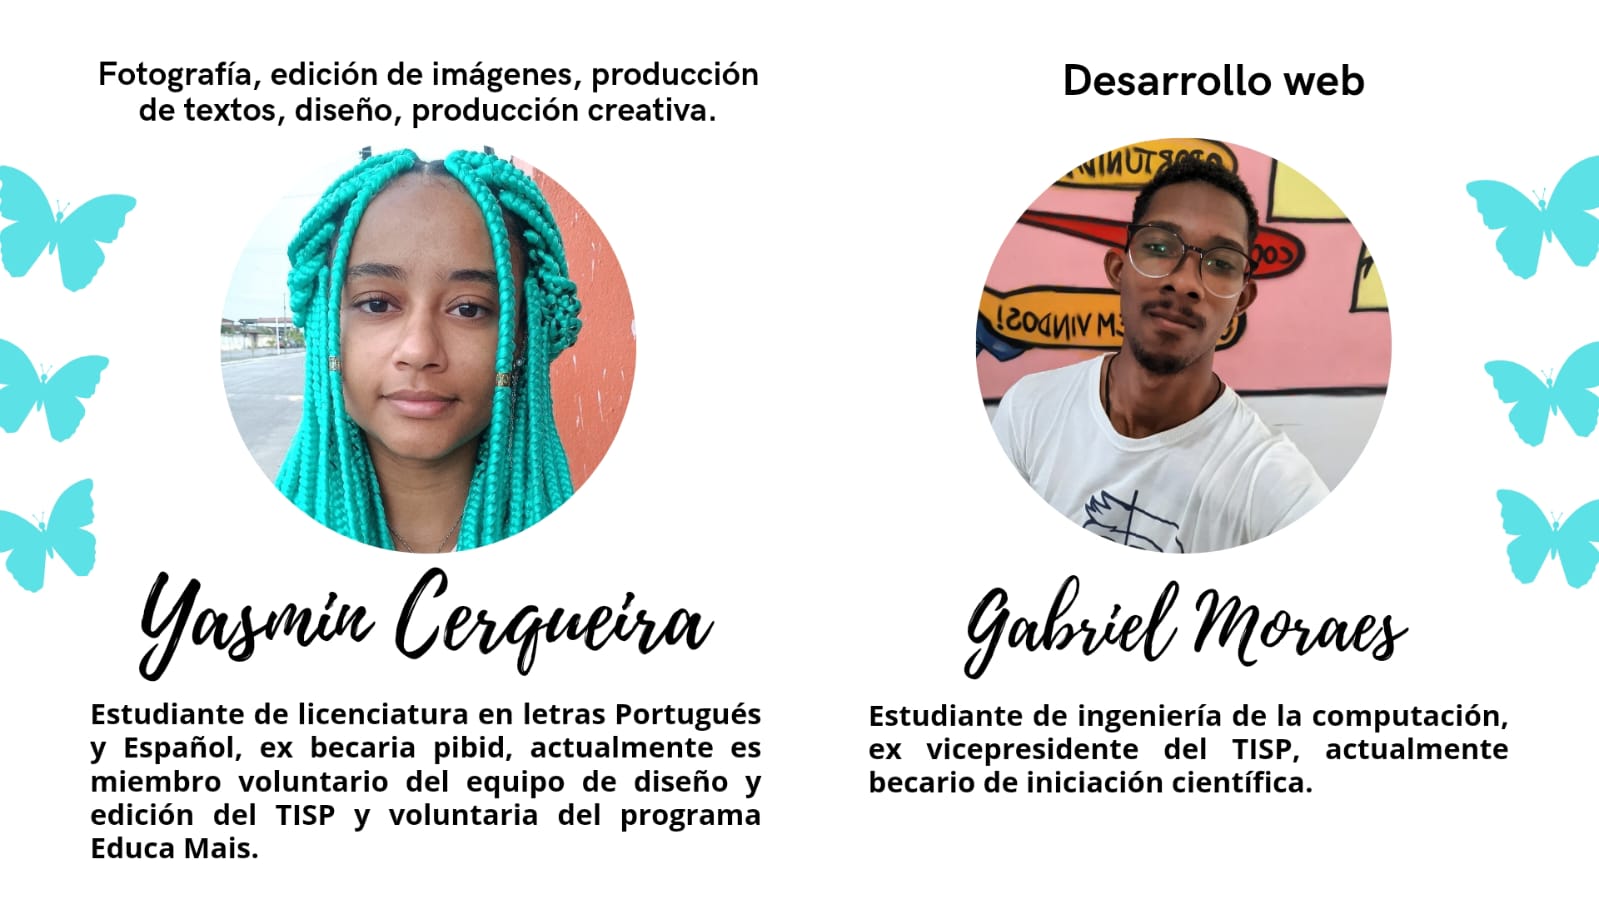 Fotografía, edición de imágenes, producción
de textos, diseño, producción creativa.
Yasmin Cerqueira
Estudiante de licenciatura en letras Portugués
y Español, ex becaria pibid, actualmente es
miembro voluntario del equipo de diseño y
edición del TISP y voluntaria del programa
Educa Mais.
Desarrollo web
VINDOS!
Gabriel Moraes
Estudiante de ingeniería de la computación,
ex vicepresidente del TISP, actualmente
becario de iniciación científica.